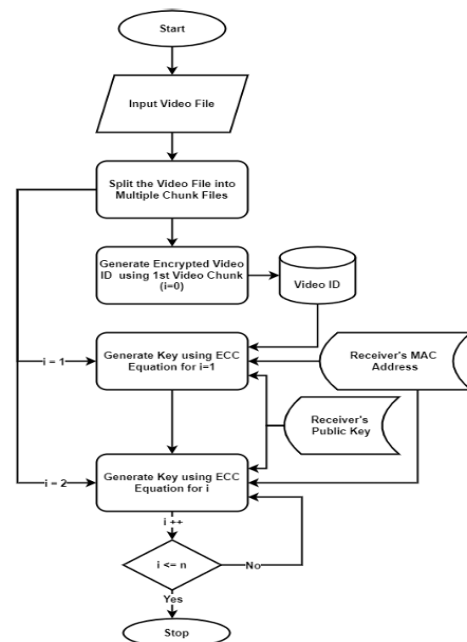 Start
Input Video File
Split the Video File into
Multiple Chunk Files
Generate Encrypted Video
ID using 1st Video Chunk
(i=0)
Video ID
i = 1
Generate Key using ECC
Equation for i=1
Receiver's MAC
Address
Receiver's
Public Key
i = 2
Generate Key using ECC
Equation for i
i ++
i <= n
No
Yes
Stop